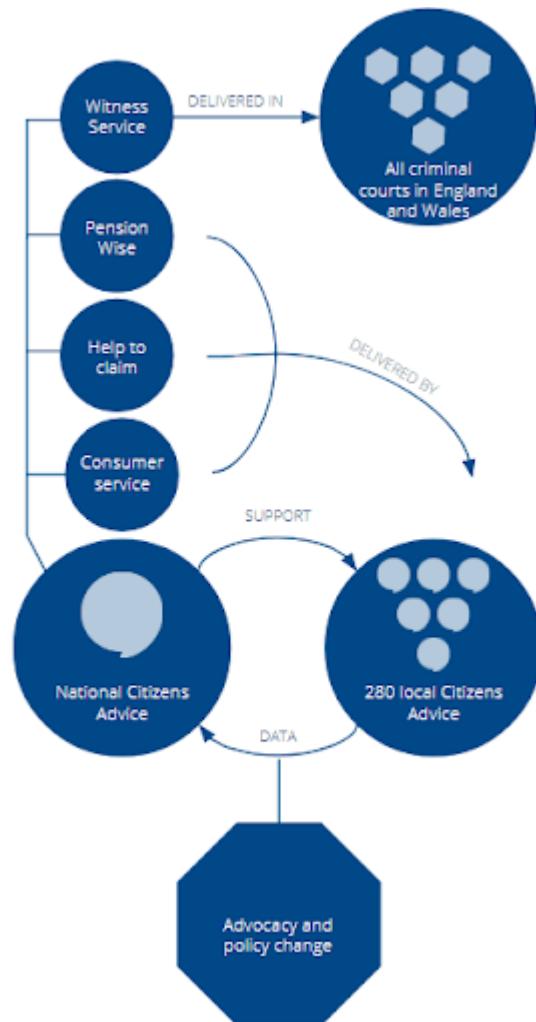 Witness
Service
DELIVERED IN
All criminal
courts in England
and Wales
Pension
Wise
Help to
claim
DELIVERED BY
Consumer
service
SUPPORT
National Citizens
Advice
280 local Citizens
Advice
DATA
Advocacy and
policy change